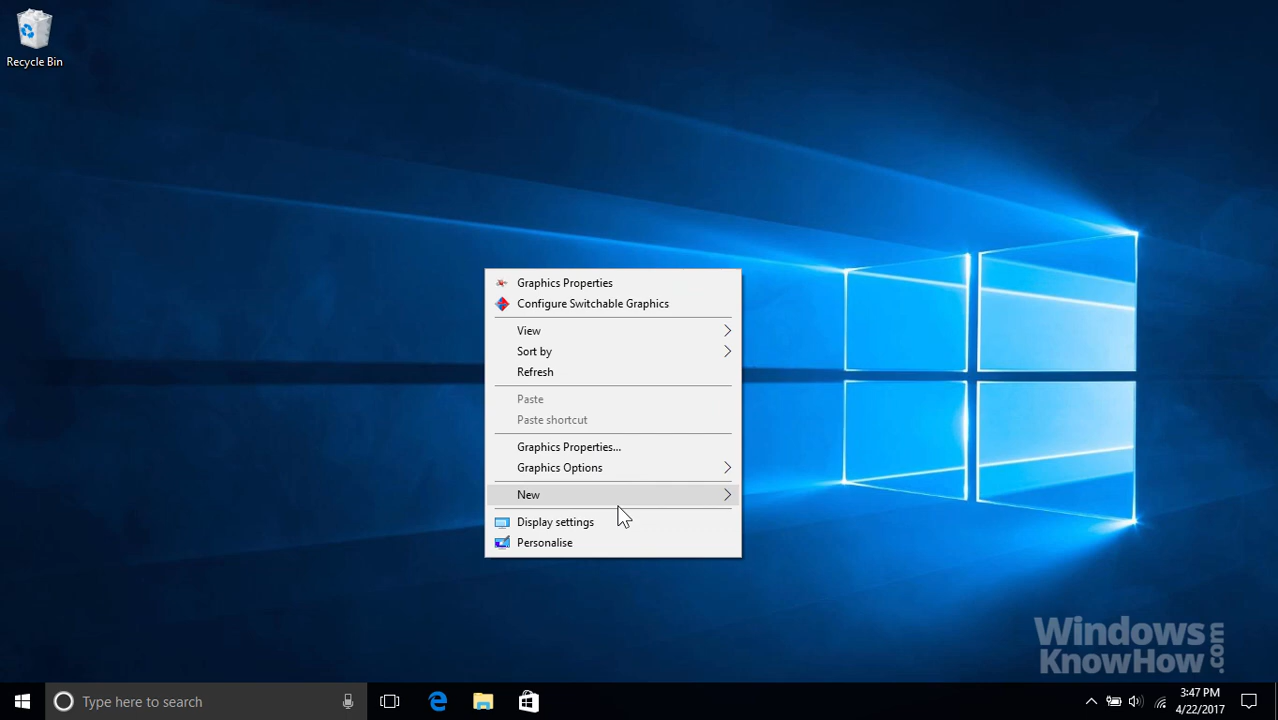 Recycle Bin
Graphics Properties
Configure Switchable Graphics
View
Sort by
Refresh
Paste
Paste shortcut
Graphics Properties...
Graphics Options
New
Display settings
Personalise
Windows.com
KnowHow
Type here to search
3:47 PM
4/22/2017